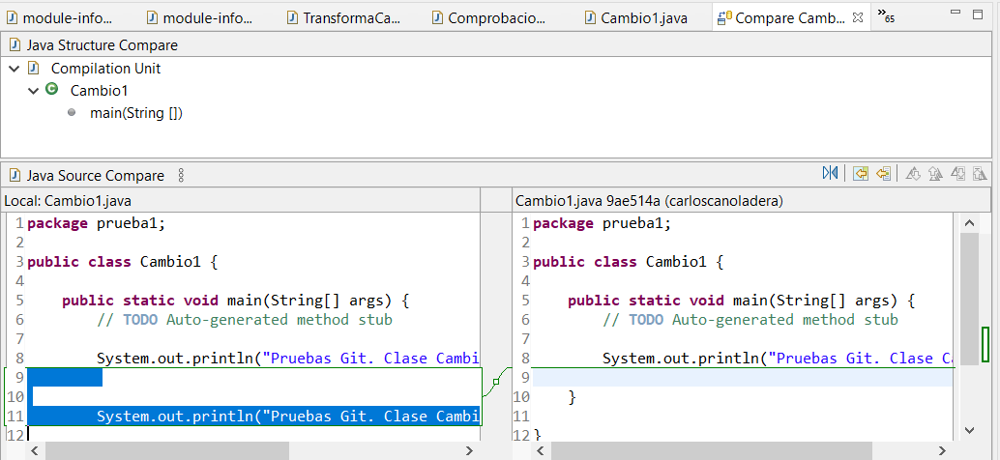 module-info... module-info... TransformaCa... Comprobacio... Cambio1.java Compare Camb... »65
Java Structure Compare
Compilation Unit
Cambio1
main(String [])
Java Source Compare
Local: Cambio1.java
1 package prueba1;
2
3 public class Cambio1 {
4
5 public static void main(String[] args) {
6 // TODO Auto-generated method stub
7
8 System.out.println("Pruebas Git. Clase Cambi
9
10
11 System.out.println("Pruebas Git. Clase Cambi
12
Cambio1.java 9ae514a (carloscanoladera)
1 package prueba1;
2
3 public class Cambio1 {
4
5 public static void main(String[] args) {
6 // TODO Auto-generated method stub
7
8 System.out.println("Pruebas Git. Clase Ca
9
10 }
11
12 }